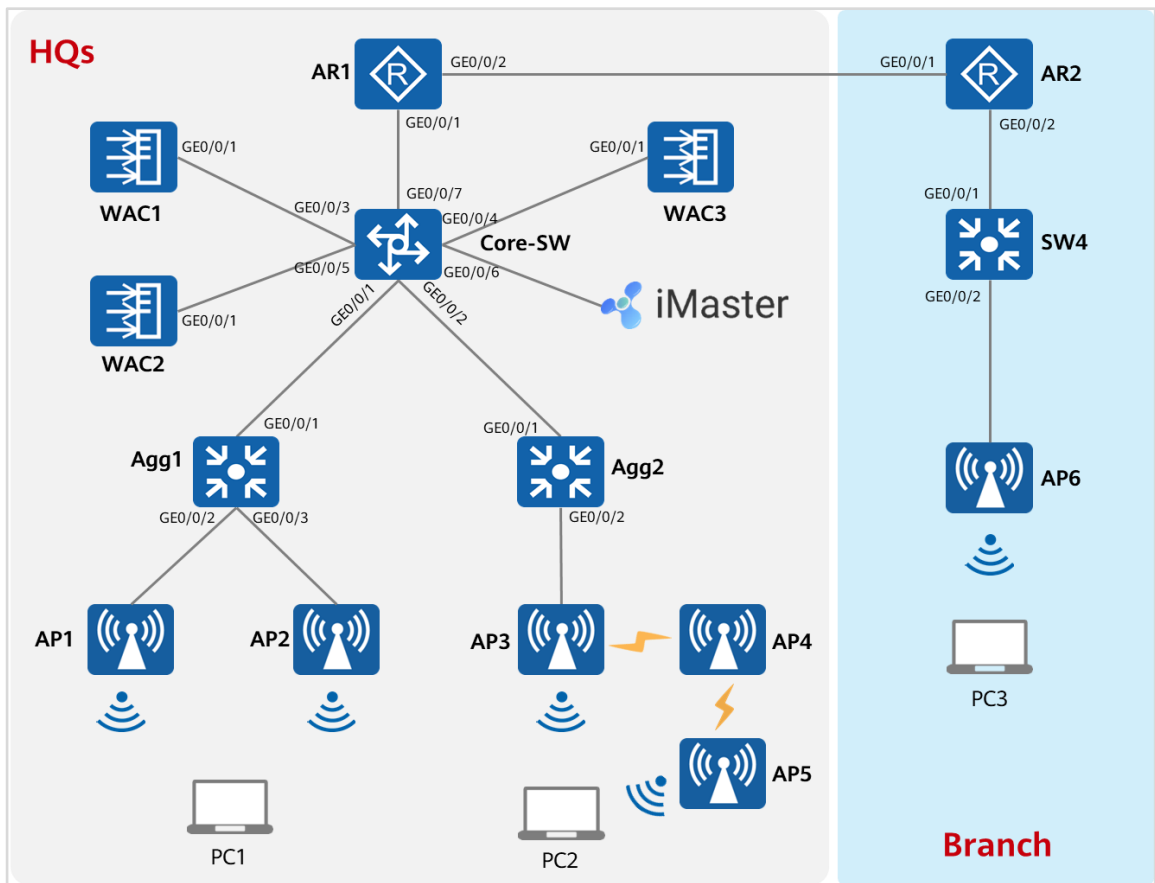 HQs
AR1
R
GE0/0/2
GE0/0/1
R
AR2
GE0/0/1
GE0/0/2
GE0/0/1
GE0/0/1
WAC1
WAC3
GE0/0/3
GE0/0/7
GE0/0/4
Core-SW
GE0/0/1
SW4
GE0/0/5
GE0/0/6
GE0/0/2
GE0/0/1
GE0/0/1
GE0/0/2
iMaster
WAC2
GE0/0/1
GE0/0/1
Agg1
Agg2
AP6
GE0/0/2
GE0/0/3
GE0/0/2
AP1
AP2
AP3
AP4
PC3
AP5
PC1
PC2
Branch